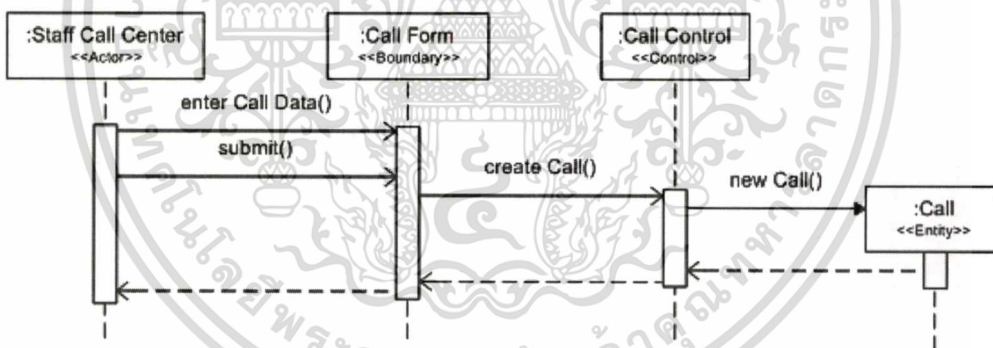 :Staff Call Center
<<Actor>>
:Call Form
<<Boundary>>
:Call Control
<<Control>>
enter Call Data()
submit()
create Call()
new Call()
:Call
<<Entity>>